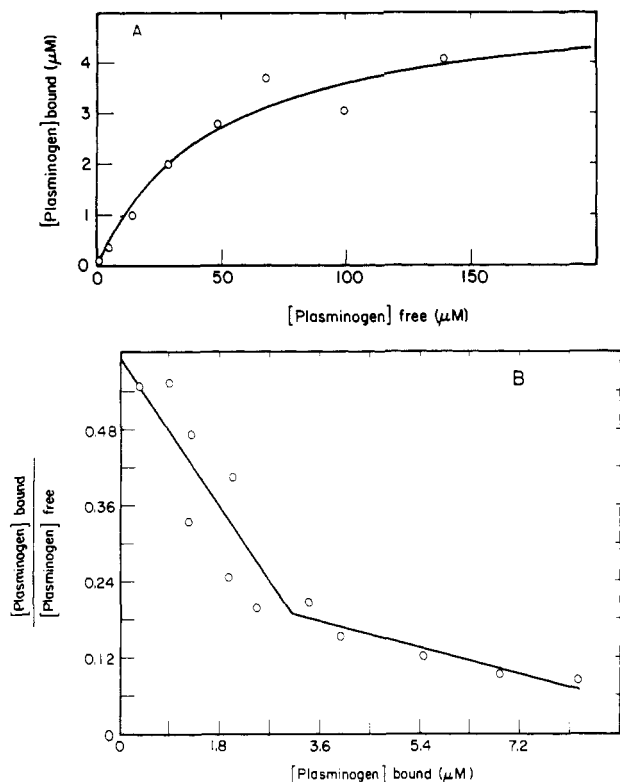 A
4
3
2
1
0
[Plasminogen] bound (μM)
0
50
100
150
[Plasminogen] free (μM)
B
0.48
0.36
0.24
0.12
0
[Plasminogen] bound
[Plasminogen] free
0
1.8
3.6
5.4
7.2
[Plasminogen] bound (μM)